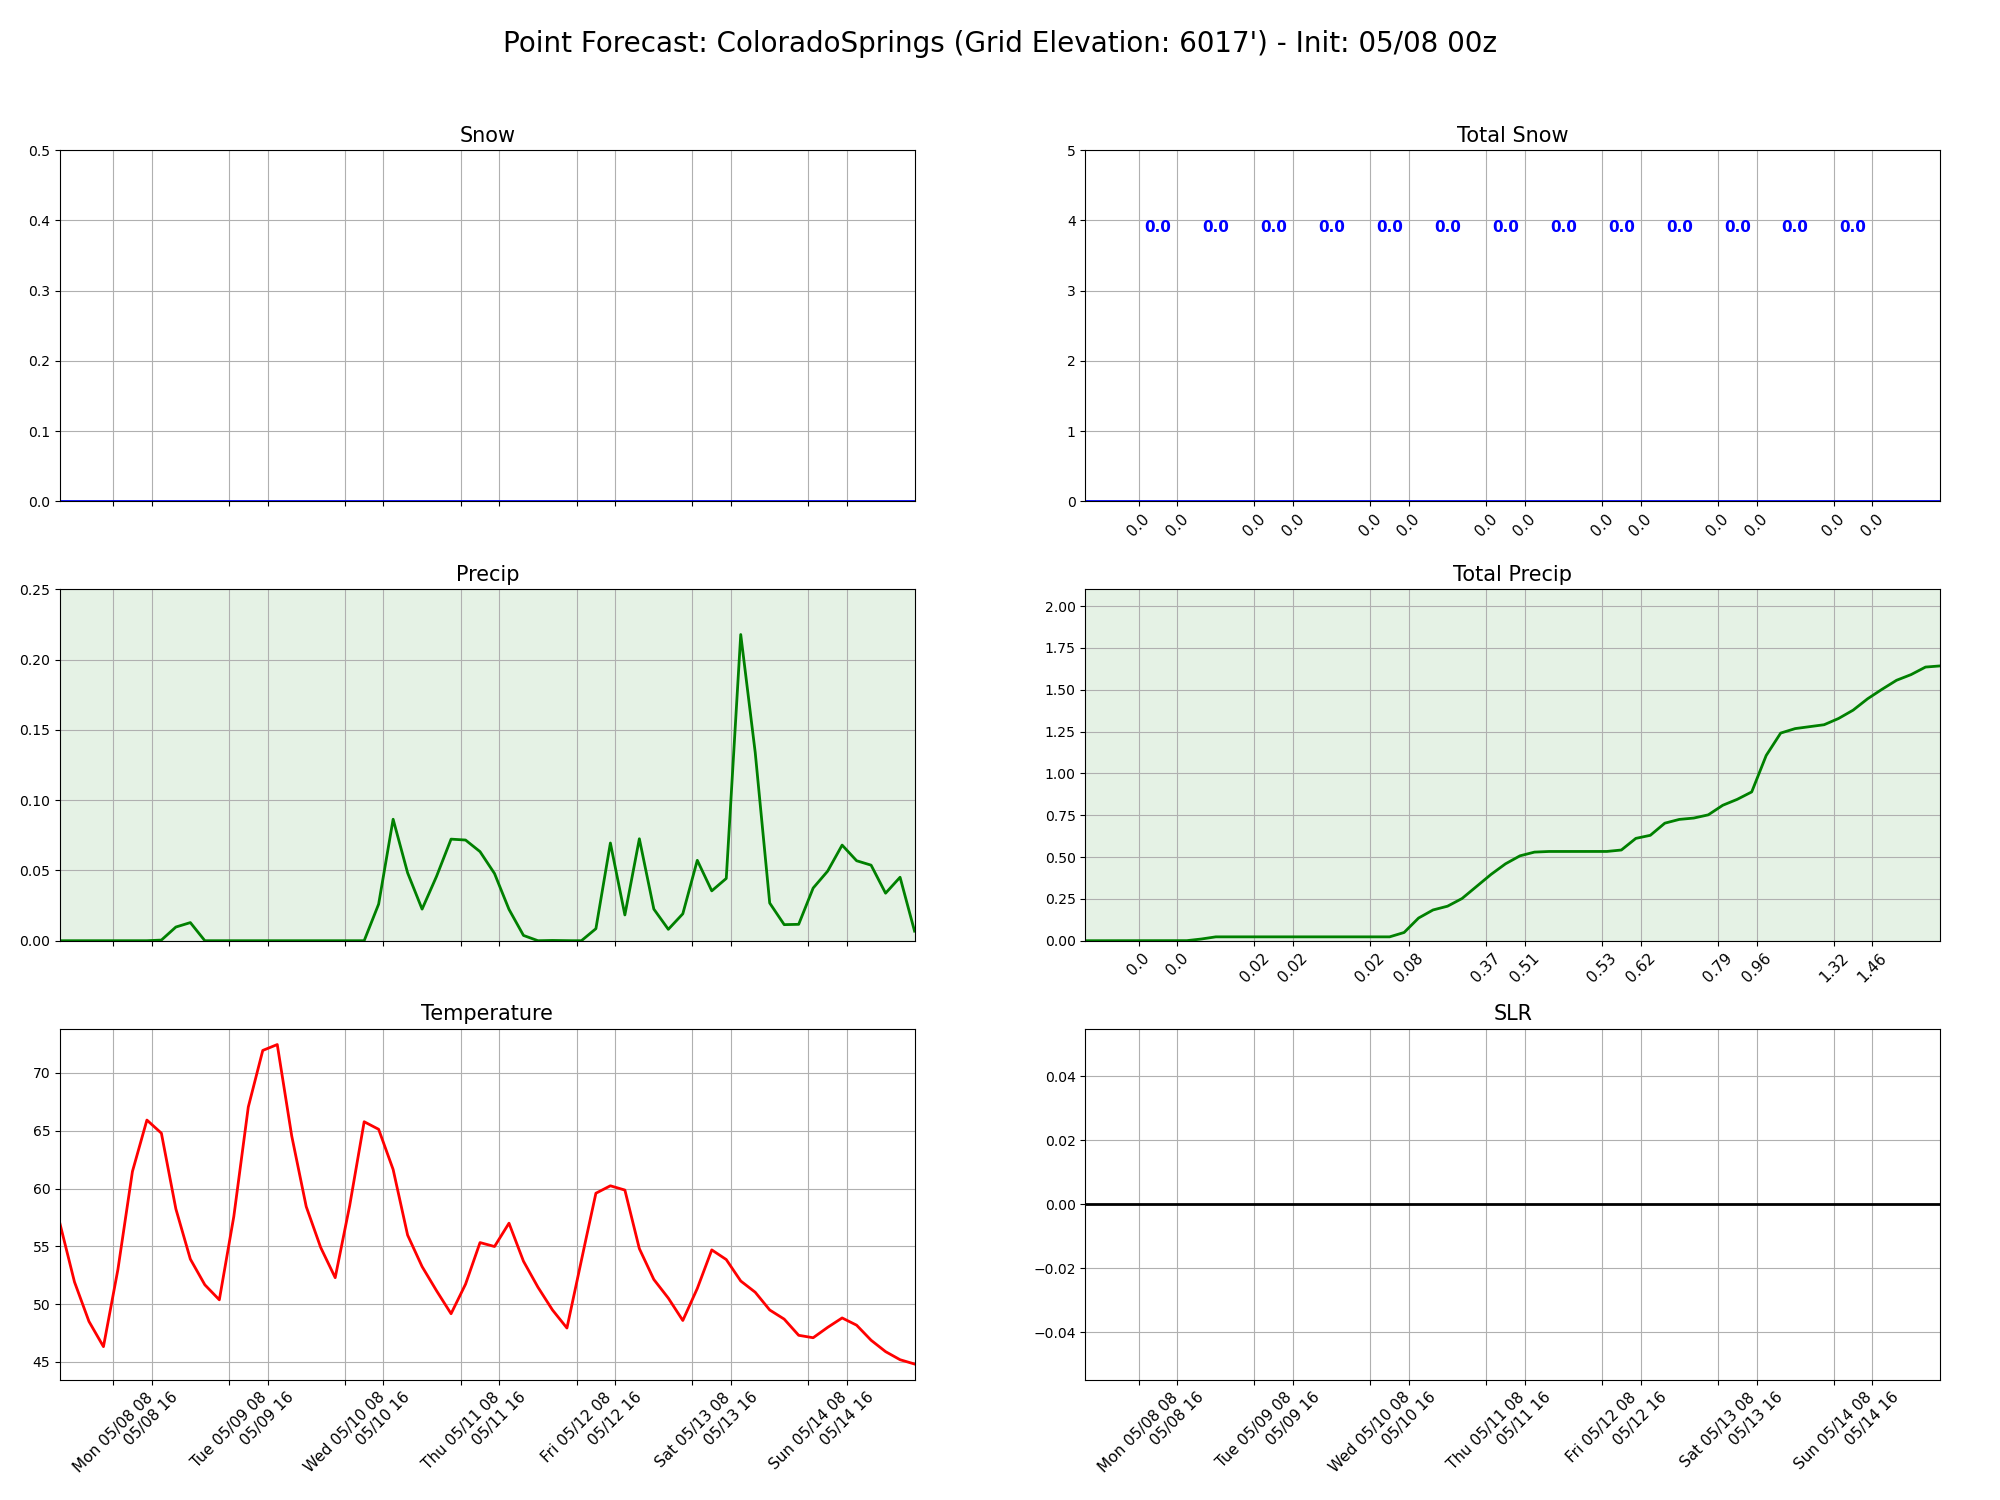 Point Forecast: ColoradoSprings (Grid Elevation: 6017') - Init: 05/08 00z
Snow
0.5
0.4
0.3
0.2
0.1
0.0
Total Snow
5
4
3
2
1
0
0.0 0.0 0.0 0.0 0.0 0.0 0.0 0.0 0.0 0.0 0.0 0.0 0.0
0.0 0.0 0.0 0.0 0.0 0.0 0.0 0.0 0.0 0.0 0.0 0.0 0.0 0.0
Precip
0.25
0.20
0.15
0.10
0.05
0.00
Total Precip
2.00
1.75
1.50
1.25
1.00
0.75
0.50
0.25
0.00
0.0 0.0 0.02 0.02 0.02 0.08 0.37 0.51 0.53 0.62 0.79 0.96 1.32 1.46
Temperature
70
65
60
55
50
45
Mon 05/08 08
05/08 16
Tue 05/09 08
05/09 16
Wed 05/10 08
05/10 16
Thu 05/11 08
05/11 16
Fri 05/12 08
05/12 16
Sat 05/13 08
05/13 16
Sun 05/14 08
05/14 16
SLR
0.04
0.02
0.00
−0.02
−0.04
Mon 05/08 08
05/08 16
Tue 05/09 08
05/09 16
Wed 05/10 08
05/10 16
Thu 05/11 08
05/11 16
Fri 05/12 08
05/12 16
Sat 05/13 08
05/13 16
Sun 05/14 08
05/14 16